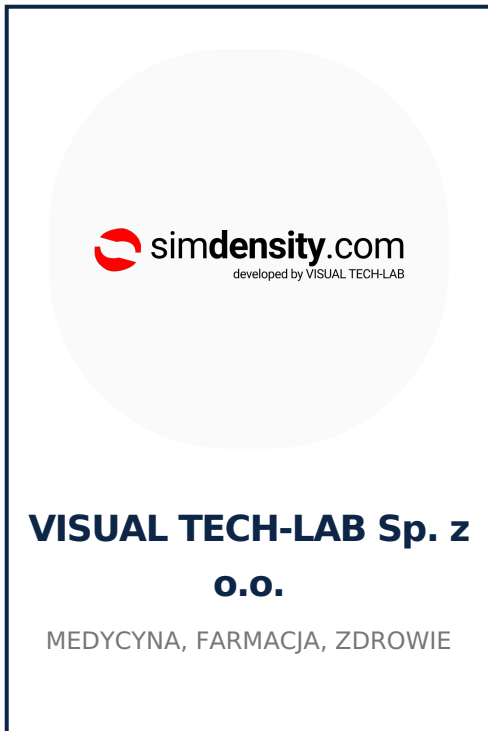 simdensity.com
developed by VISUAL TECH-LAB
VISUAL TECH-LAB Sp. z
o.o.
MEDYCYNA, FARMACJA, ZDROWIE